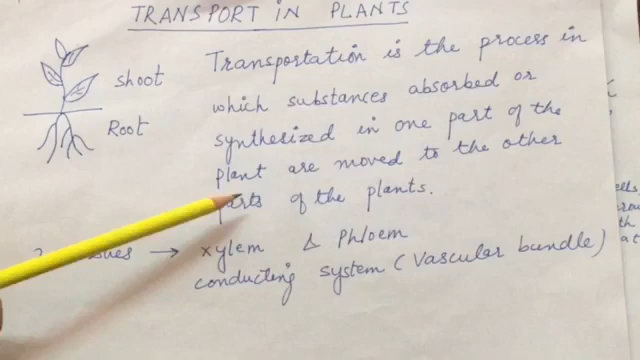 TRANSPORT IN PLANTS
shoot
Root
Transportation is the process in
which substances absorbed or
synthesized in one part of the
plant are moved to the other
parts of the plants.
→ xylem & Phloem
conducting system (Vascular bundle)